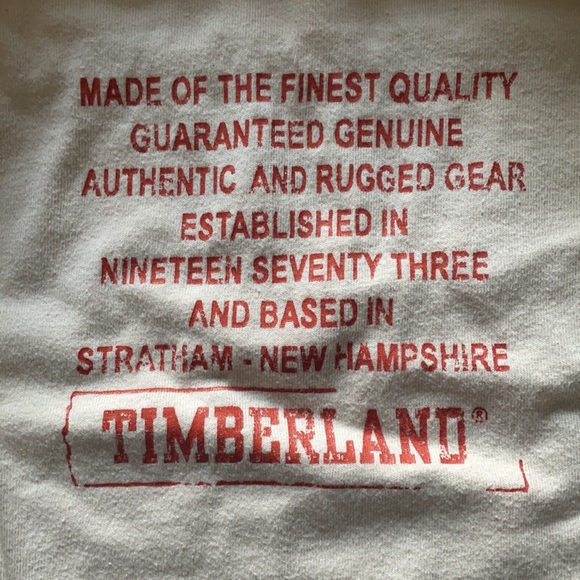 MADE OF THE FINEST QUALITY
GUARANTEED GENUINE
AUTHENTIC AND RUGGED GEAR
ESTABLISHED IN
NINETEEN SEVENTY THREE
AND BASED IN
STRATHAM - NEW HAMPSHIRE
TIMBERLAND®